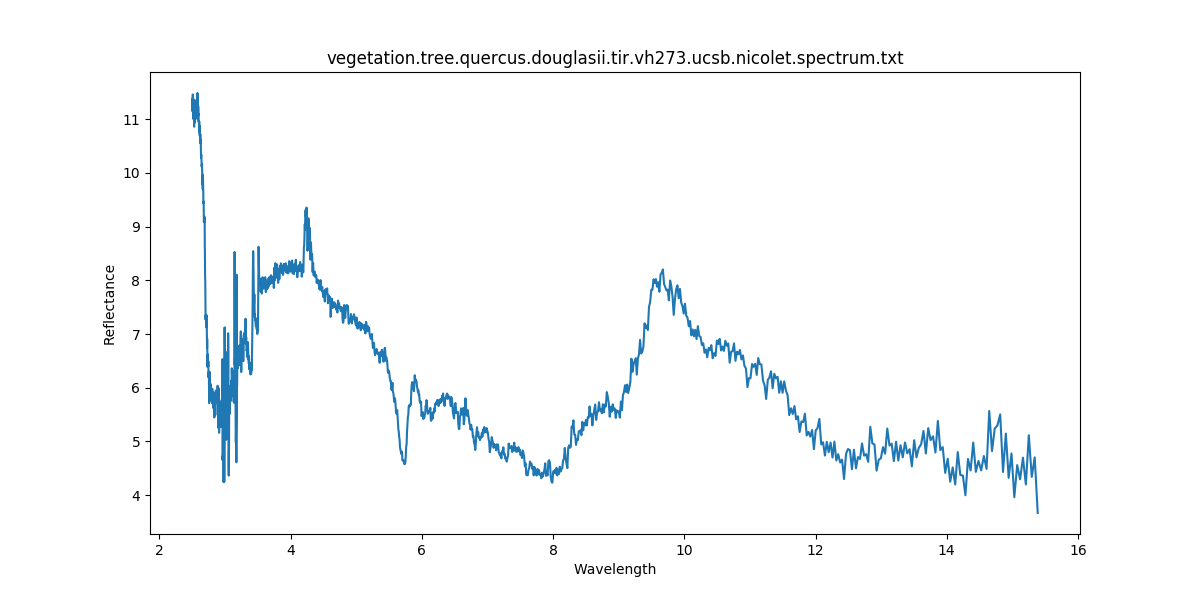 vegetation.tree.quercus.douglasii.tir.vh273.ucsb.nicolet.spectrum.txt
Reflectance
11
10
9
8
7
6
5
4
2 4 6 8 10 12 14 16
Wavelength